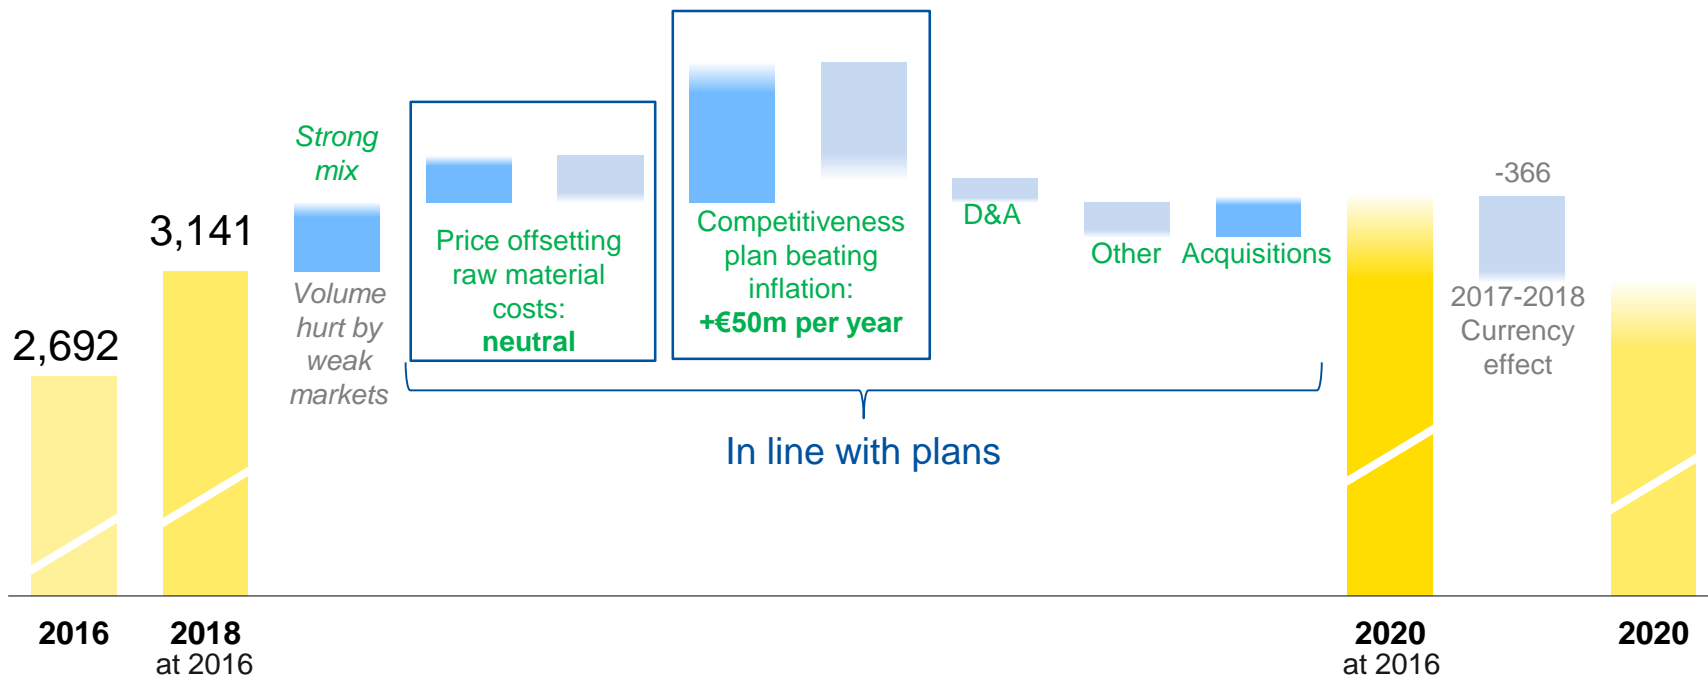 2,692
2016
3,141
2018
at 2016
Strong
mix
Volume
hurt by
weak
markets
Price offsetting
raw material
costs:
neutral
Competitiveness
plan beating
inflation:
+€50m per year
D&A
Other
Acquisitions
In line with plans
2020
at 2016
-366
2017-2018
Currency
effect
2020